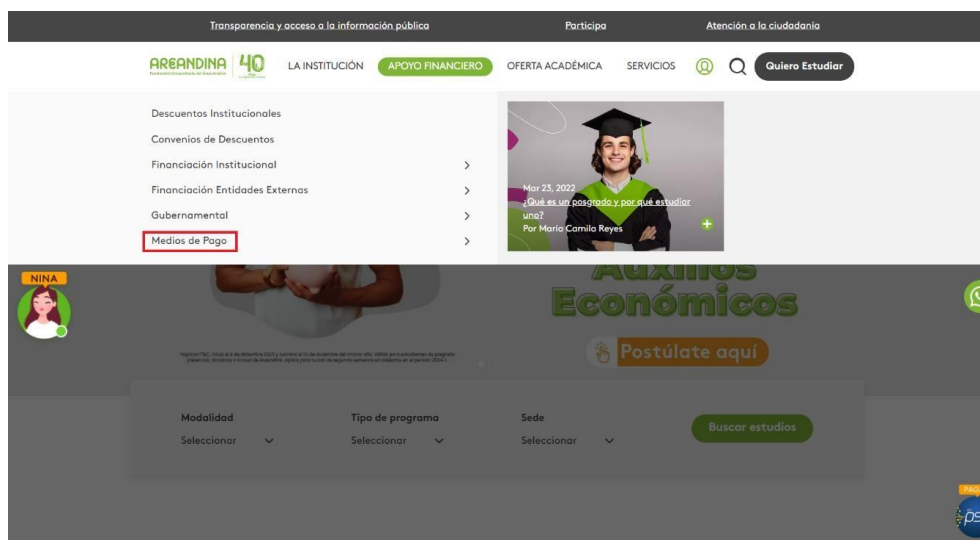 Transparencia y acceso a la información pública
Participa
Atención a la ciudadanía
AREANDINA
40
LA INSTITUCIÓN
APOYO FINANCIERO
OFERTA ACADÉMICA
SERVICIOS
Quiero Estudiar
Descuentos Institucionales
Convenios de Descuentos
Financiación Institucional
Financiación Entidades Externas
Gubernamental
Medios de Pago
Mar 23, 2022
¿Qué es un posgrado y por qué estudiar
uno?
Por María Camila Reyes
NINA
Auxilios
Económicos
Postúlate aquí
Modalidad
Seleccionar
Tipo de programa
Seleccionar
Sede
Seleccionar
Buscar estudios